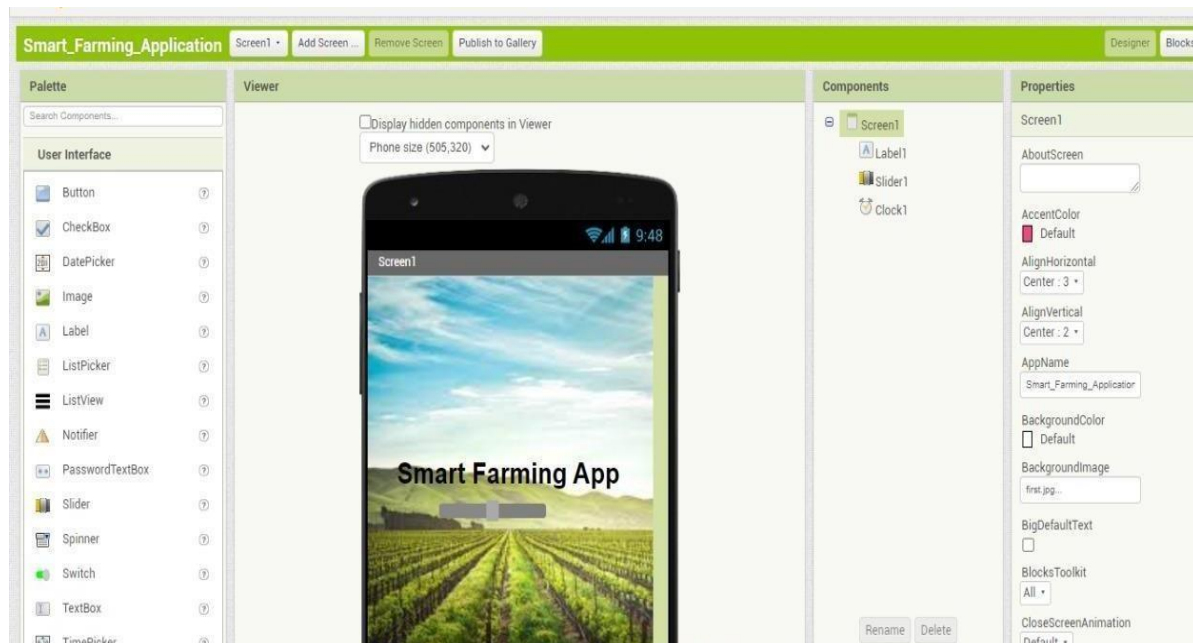 Smart_Farming_Application Screen1 Add Screen ... Remove Screen Publish to Gallery Designer Blocks
Palette
Search Components...
User Interface
Button
CheckBox
DatePicker
Image
Label
ListPicker
ListView
Notifier
PasswordTextBox
Slider
Spinner
Switch
TextBox
TimePicker
Viewer
Display hidden components in Viewer
Phone size (505,320)
9:48
Screen1
Smart Farming App
Components
Screen1
Label1
Slider1
Clock1
Rename Delete
Properties
Screen1
AboutScreen
AccentColor
Default
AlignHorizontal
Center : 3
AlignVertical
Center : 2
AppName
Smart_Farming_Application
BackgroundColor
Default
BackgroundImage
first.jpg...
BigDefaultText
BlocksToolkit
All
CloseScreenAnimation
Default